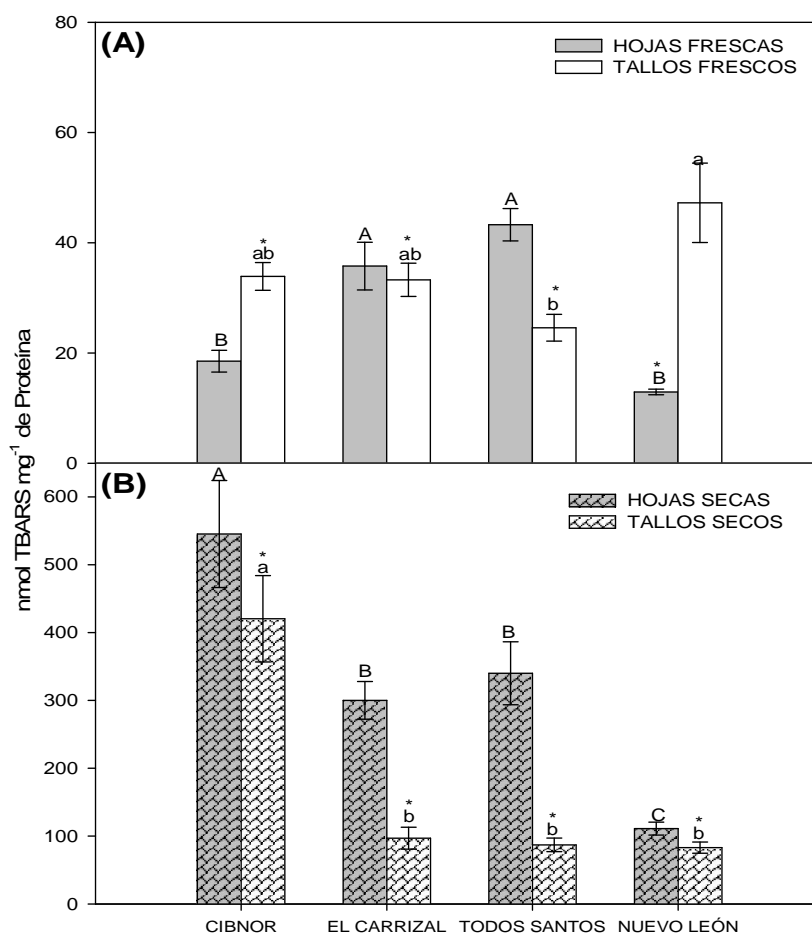 80
(A)
HOJAS FRESCAS
TALLOS FRESCOS
60
a
A
A
40
*
ab
*
ab
*
b
B
20
*
B
0
nmol TBARS mg⁻¹ de Proteína
(B)
A
HOJAS SECAS
TALLOS SECOS
600
500
*
a
400
B
B
300
200
*
b
*
b
C
*
b
100
0
CIBNOR EL CARRIZAL TODOS SANTOS NUEVO LEÓN